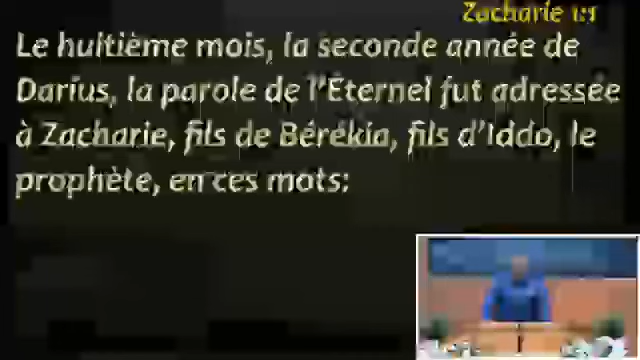 Zacharie 1:1
Le huitième mois, la seconde année de
Darius, la parole de l'Éternel fut adressée
à Zacharie, fils de Bérékia, fils d'Iddo, le
prophète, en ces mots: